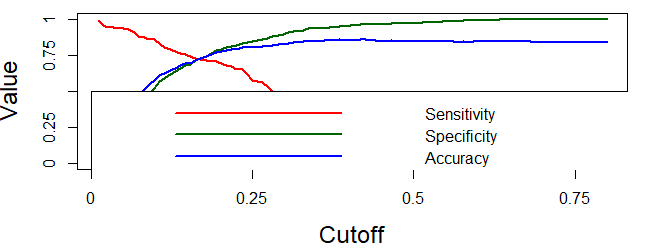 Value
1
0.75
0.25
0
Sensitivity
Specificity
Accuracy
0
0.25
0.5
0.75
Cutoff